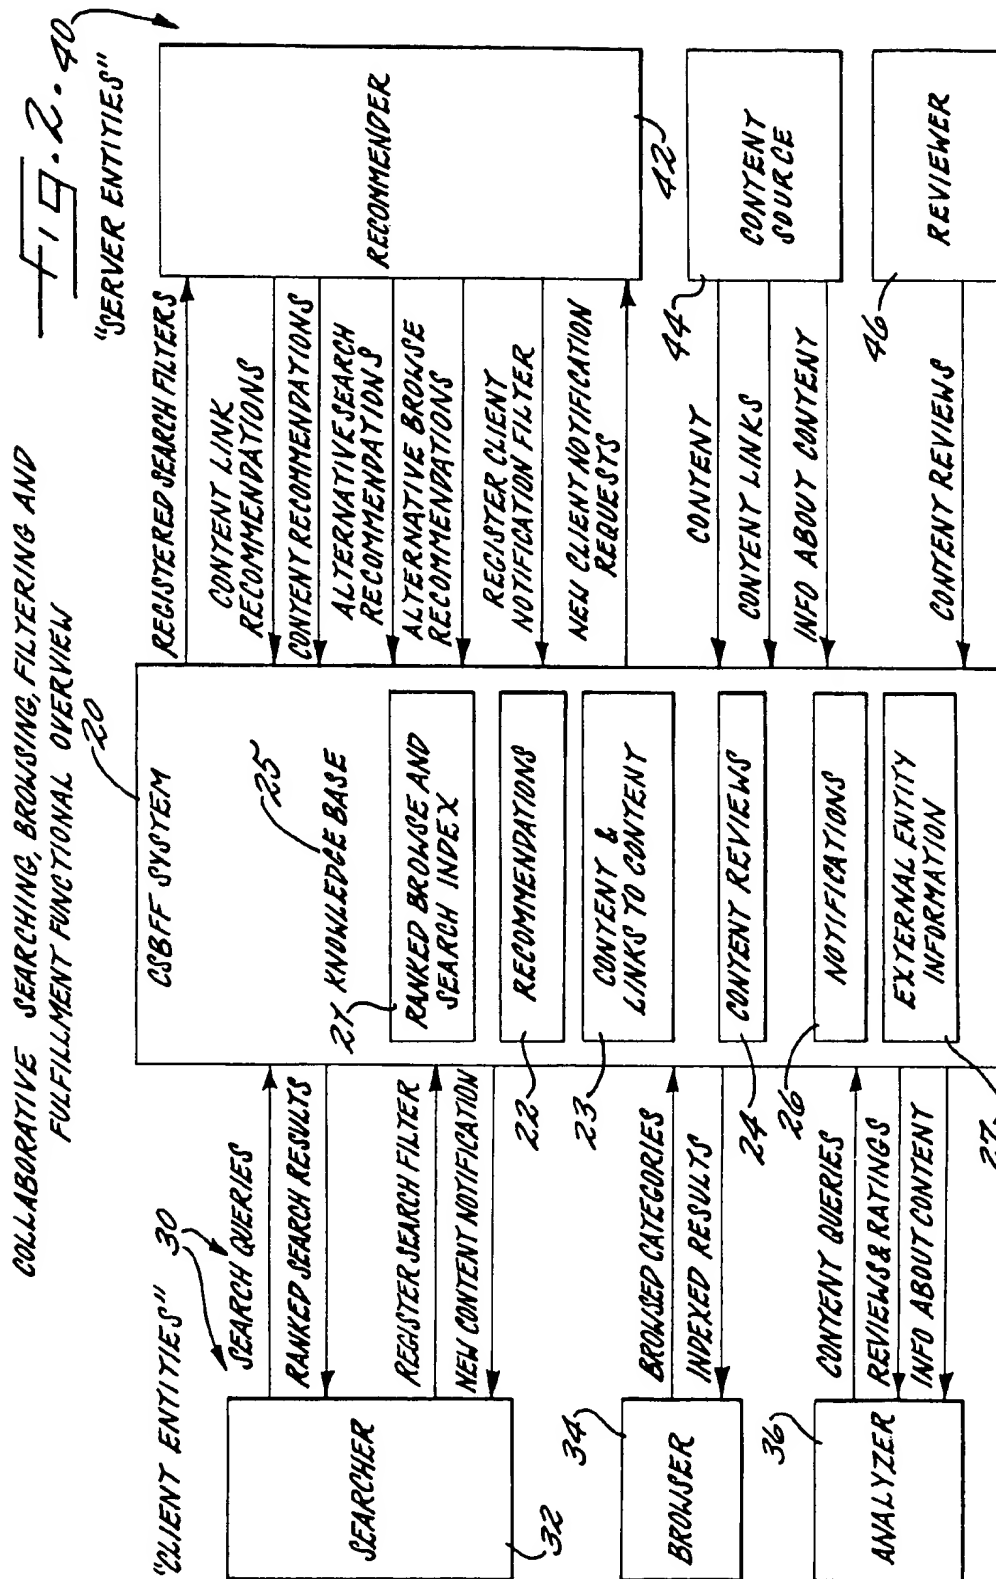 COLLABORATIVE SEARCHING, BROWSING, FILTERING AND
FULFILLMENT FUNCTIONAL OVERVIEW
FIG. 2.
"CLIENT ENTITIES"
30
SEARCHER
32
BROWSER
34
ANALYZER
36
SEARCH QUERIES
RANKED SEARCH RESULTS
REGISTER SEARCH FILTER
NEW CONTENT NOTIFICATION
BROWSED CATEGORIES
INDEXED RESULTS
CONTENT QUERIES
REVIEWS & RATINGS
INFO ABOUT CONTENT
20
CSBFF SYSTEM
25
KNOWLEDGE BASE
21
RANKED BROWSE AND
SEARCH INDEX
22
RECOMMENDATIONS
23
CONTENT &
LINKS TO CONTENT
24
CONTENT REVIEWS
26
NOTIFICATIONS
27
EXTERNAL ENTITY
INFORMATION
REGISTERED SEARCH FILTERS
CONTENT LINK
RECOMMENDATIONS
CONTENT RECOMMENDATIONS
ALTERNATIVE SEARCH
RECOMMENDATIONS
ALTERNATIVE BROWSE
RECOMMENDATIONS
REGISTER CLIENT
NOTIFICATION FILTER
NEW CLIENT NOTIFICATION
REQUESTS
CONTENT
CONTENT LINKS
INFO ABOUT CONTENT
CONTENT REVIEWS
"SERVER ENTITIES"
40
RECOMMENDER
42
CONTENT
SOURCE
44
REVIEWER
46